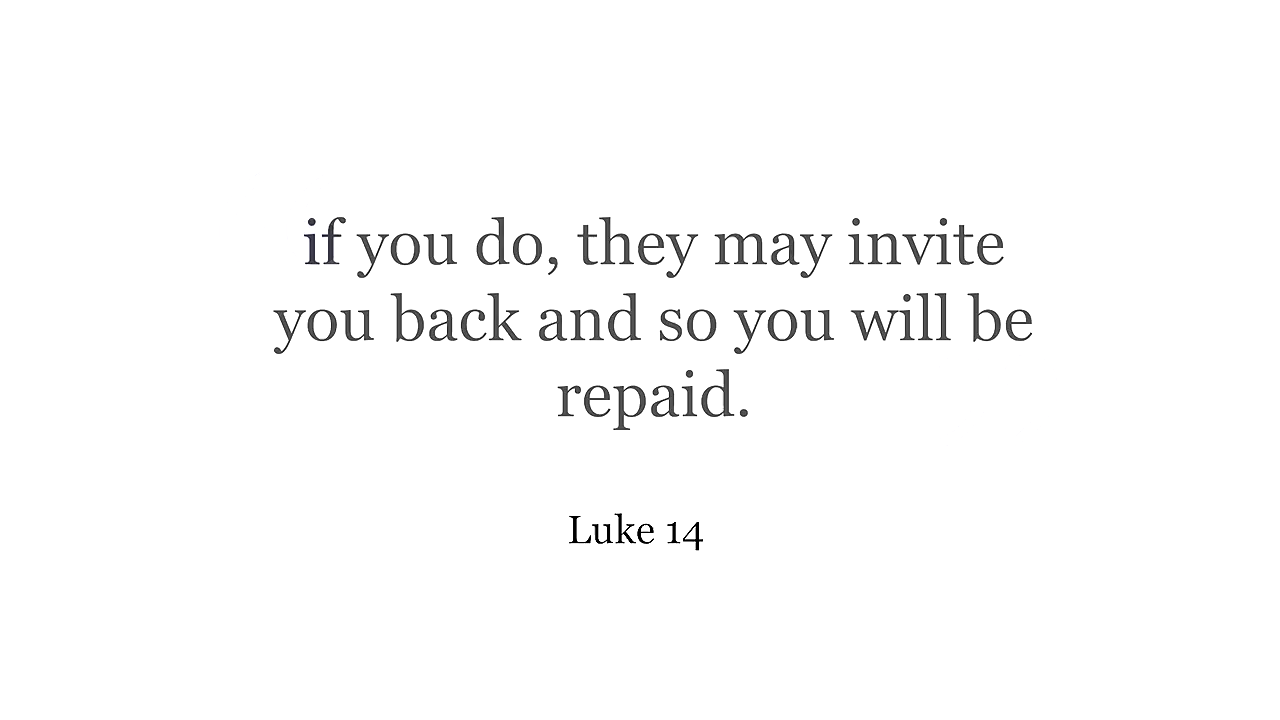 if you do, they may invite
you back and so you will be
repaid.
Luke 14